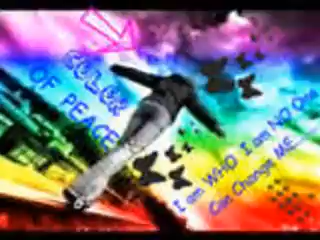 COLOR
OF PEACE
I am WHO I am NO One
Can Change ME...